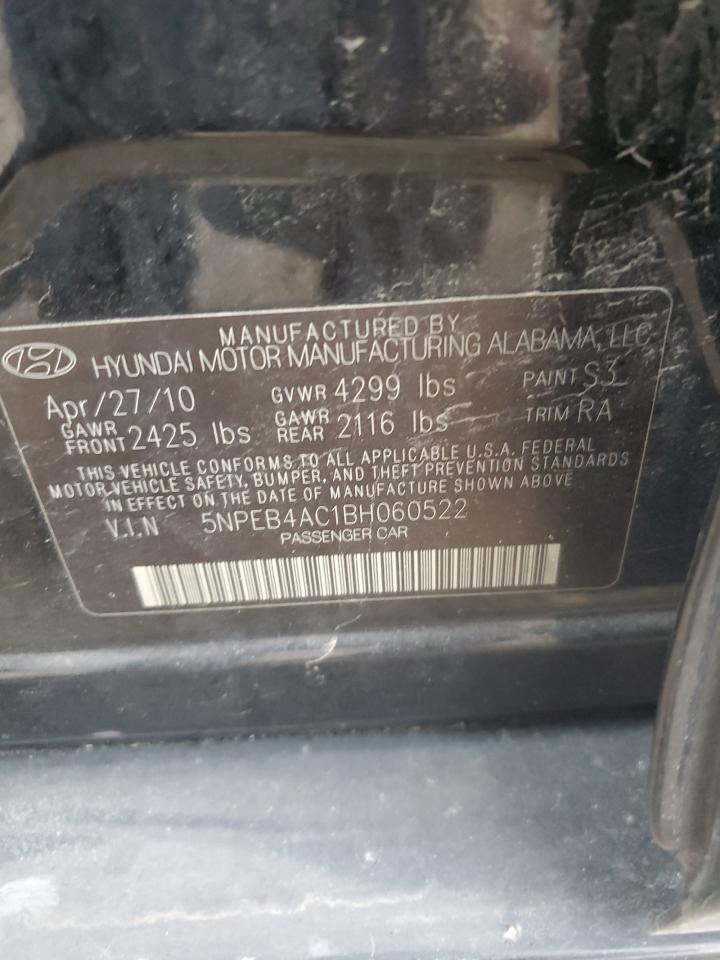 MANUFACTURED BY
HYUNDAI MOTOR MANUFACTURING ALABAMA, LLC
Apr/27/10 GVWR 4299 lbs PAINT S3
GAWR FRONT 2425 lbs GAWR REAR 2116 lbs TRIM RA
THIS VEHICLE CONFORMS TO ALL APPLICABLE U.S.A. FEDERAL
MOTOR VEHICLE SAFETY, BUMPER, AND THEFT PREVENTION STANDARDS
IN EFFECT ON THE DATE OF MANUFACTURE SHOWN ABOVE
V.I.N 5NPEB4AC1BH060522
PASSENGER CAR